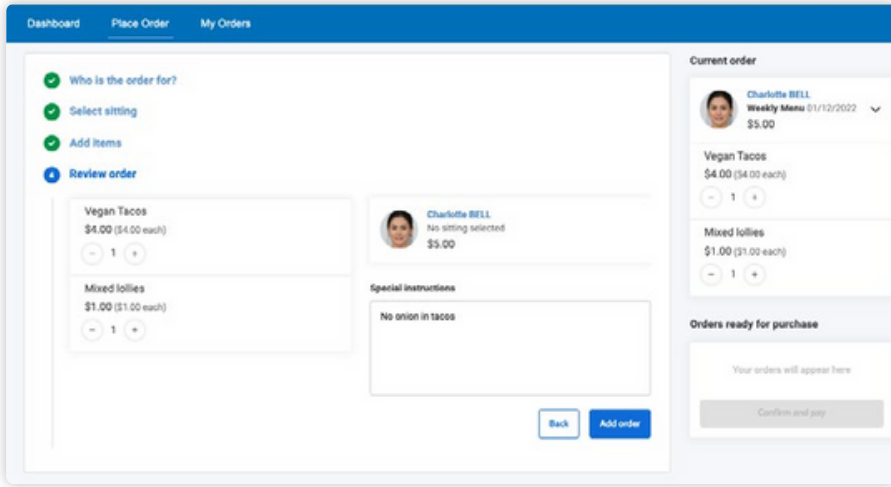 Dashboard Place Order My Orders
Who is the order for?
Select sitting
Add items
Review order
Vegan Tacos
$4.00 ($4.00 each)
− 1 +
Mixed lollies
$1.00 ($1.00 each)
− 1 +
Charlotte BELL
No sitting selected
$5.00
Special instructions
No onion in tacos
Back Add order
Current order
Charlotte BELL
Weekly Menu 01/12/2022
$5.00
Vegan Tacos
$4.00 ($4.00 each)
− 1 +
Mixed lollies
$1.00 ($1.00 each)
− 1 +
Orders ready for purchase
Your orders will appear here
Confirm and pay